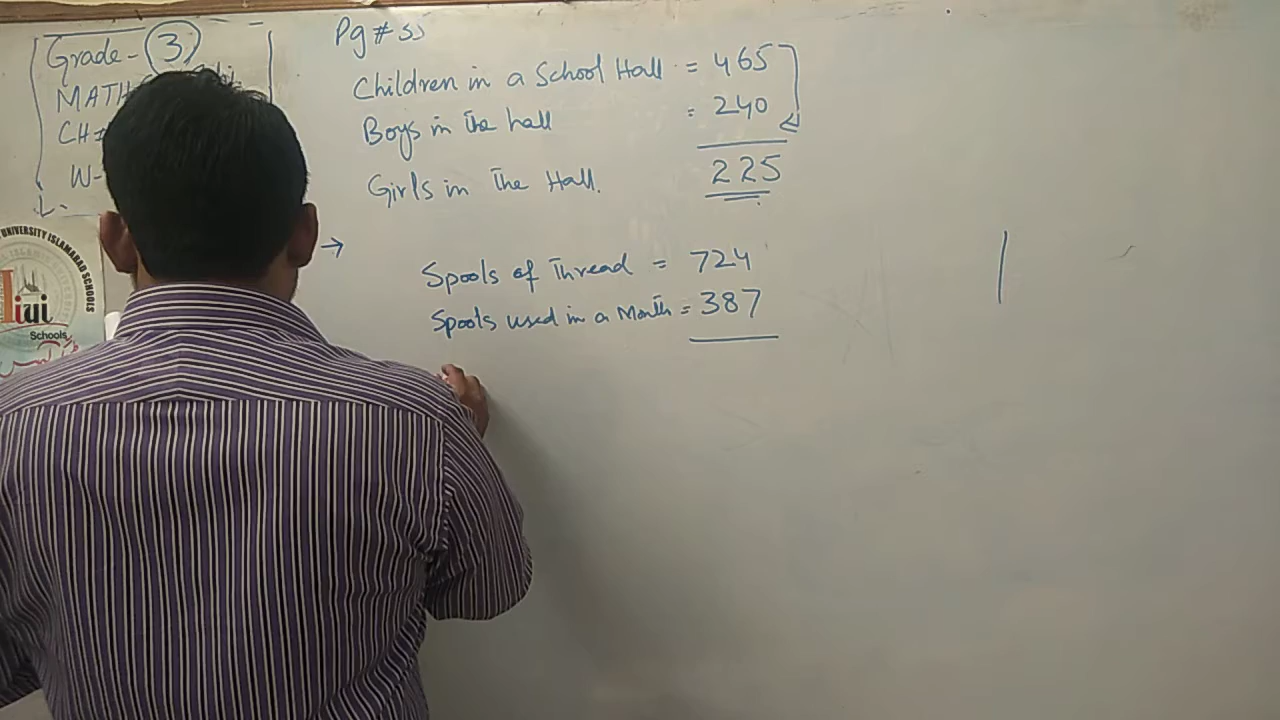 Grade - 3
MATH
W-
Pg # 55
Children in a School Hall = 465
Boys in the hall = 240
Girls in the Hall. 225
→
Spools of Thread = 724
Spools used in a Month = 387
UNIVERSITY ISLAMABAD SCHOOLS
iiui
Schools